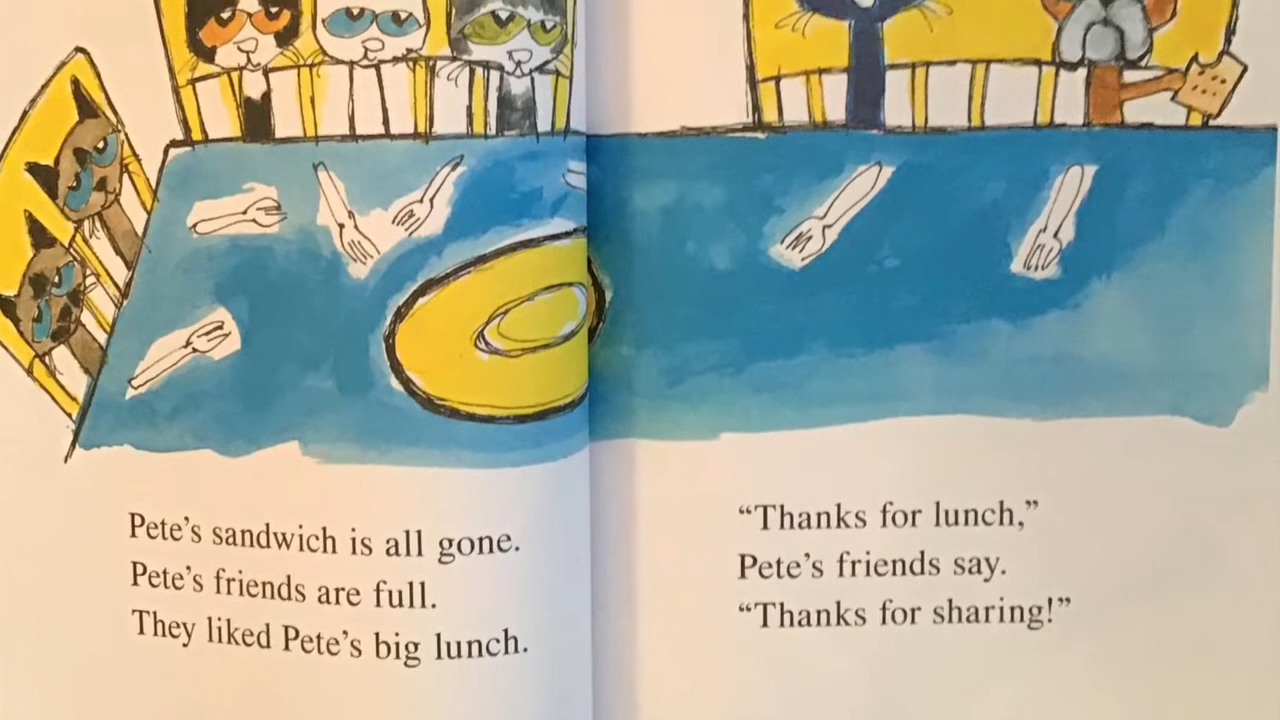 Pete’s sandwich is all gone.
Pete’s friends are full.
They liked Pete’s big lunch.
“Thanks for lunch,”
Pete’s friends say.
“Thanks for sharing!”